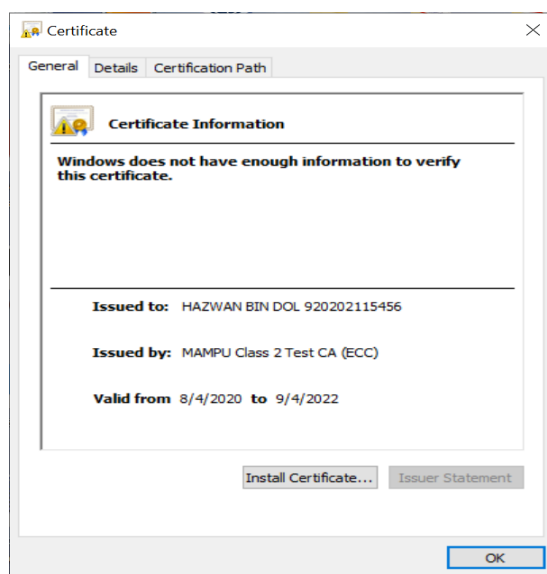 Certificate
General Details Certification Path
Certificate Information
Windows does not have enough information to verify
this certificate.
Issued to: HAZWAN BIN DOL 920202115456
Issued by: MAMPU Class 2 Test CA (ECC)
Valid from 8/4/2020 to 9/4/2022
Install Certificate... Issuer Statement
OK